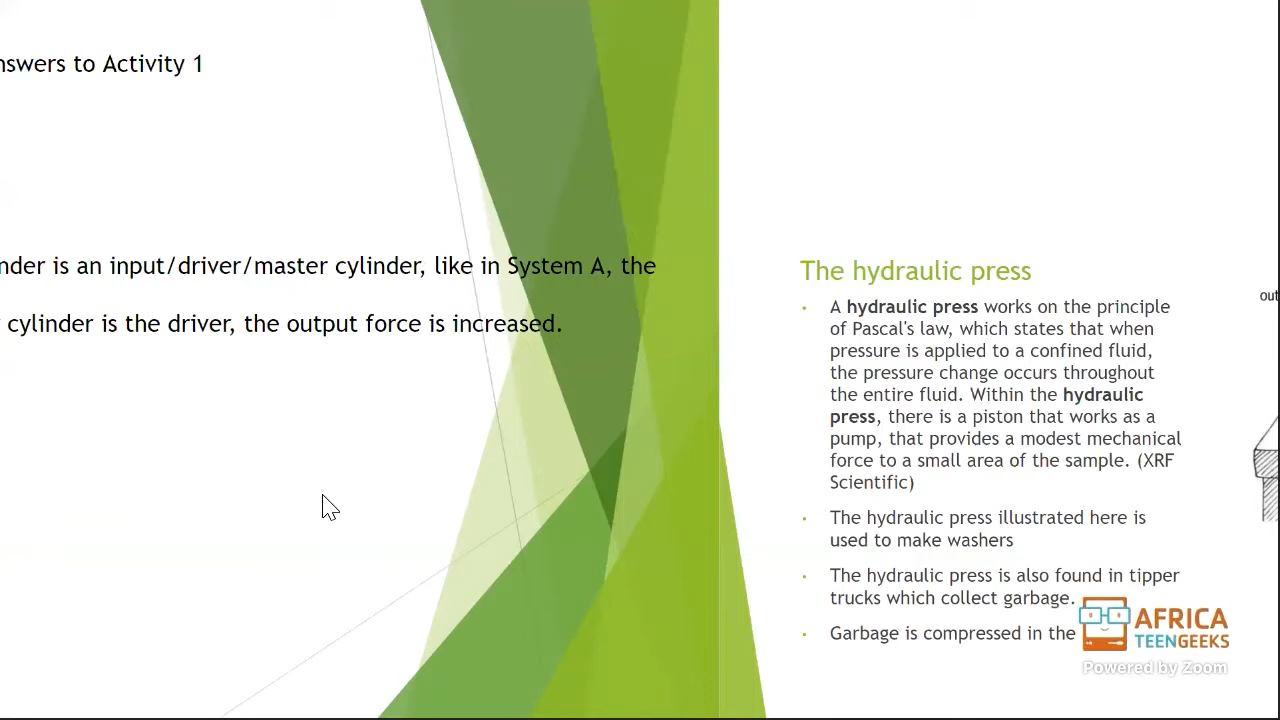 nswers to Activity 1
nder is an input/driver/master cylinder, like in System A, the
cylinder is the driver, the output force is increased.
The hydraulic press
A hydraulic press works on the principle
of Pascal's law, which states that when
pressure is applied to a confined fluid,
the pressure change occurs throughout
the entire fluid. Within the hydraulic
press, there is a piston that works as a
pump, that provides a modest mechanical
force to a small area of the sample. (XRF
Scientific)
The hydraulic press illustrated here is
used to make washers
The hydraulic press is also found in tipper
trucks which collect garbage.
Garbage is compressed in the
out
AFRICA
TEENGEEKS
Powered by Zoom